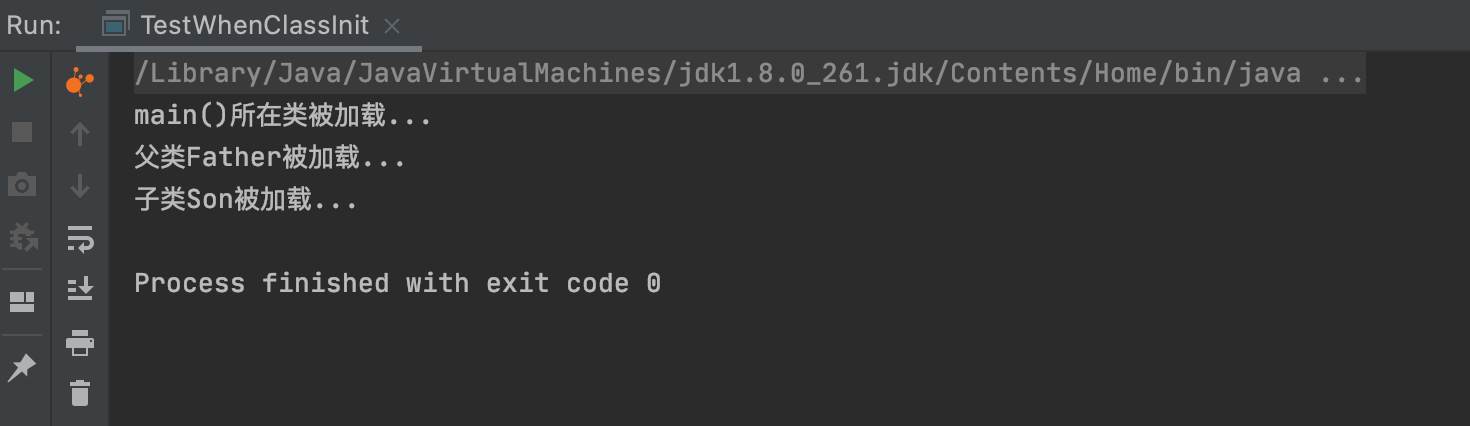 Run: TestWhenClassInit
/Library/Java/JavaVirtualMachines/jdk1.8.0_261.jdk/Contents/Home/bin/java ...
main()所在类被加载...
父类Father被加载...
子类Son被加载...
Process finished with exit code 0